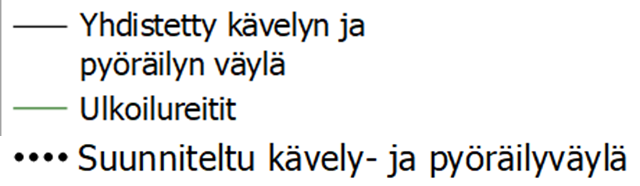 Yhdistetty kävelyn ja
pyöräilyn väylä
Ulkoilureitit
Suunniteltu kävely- ja pyöräilyväylä